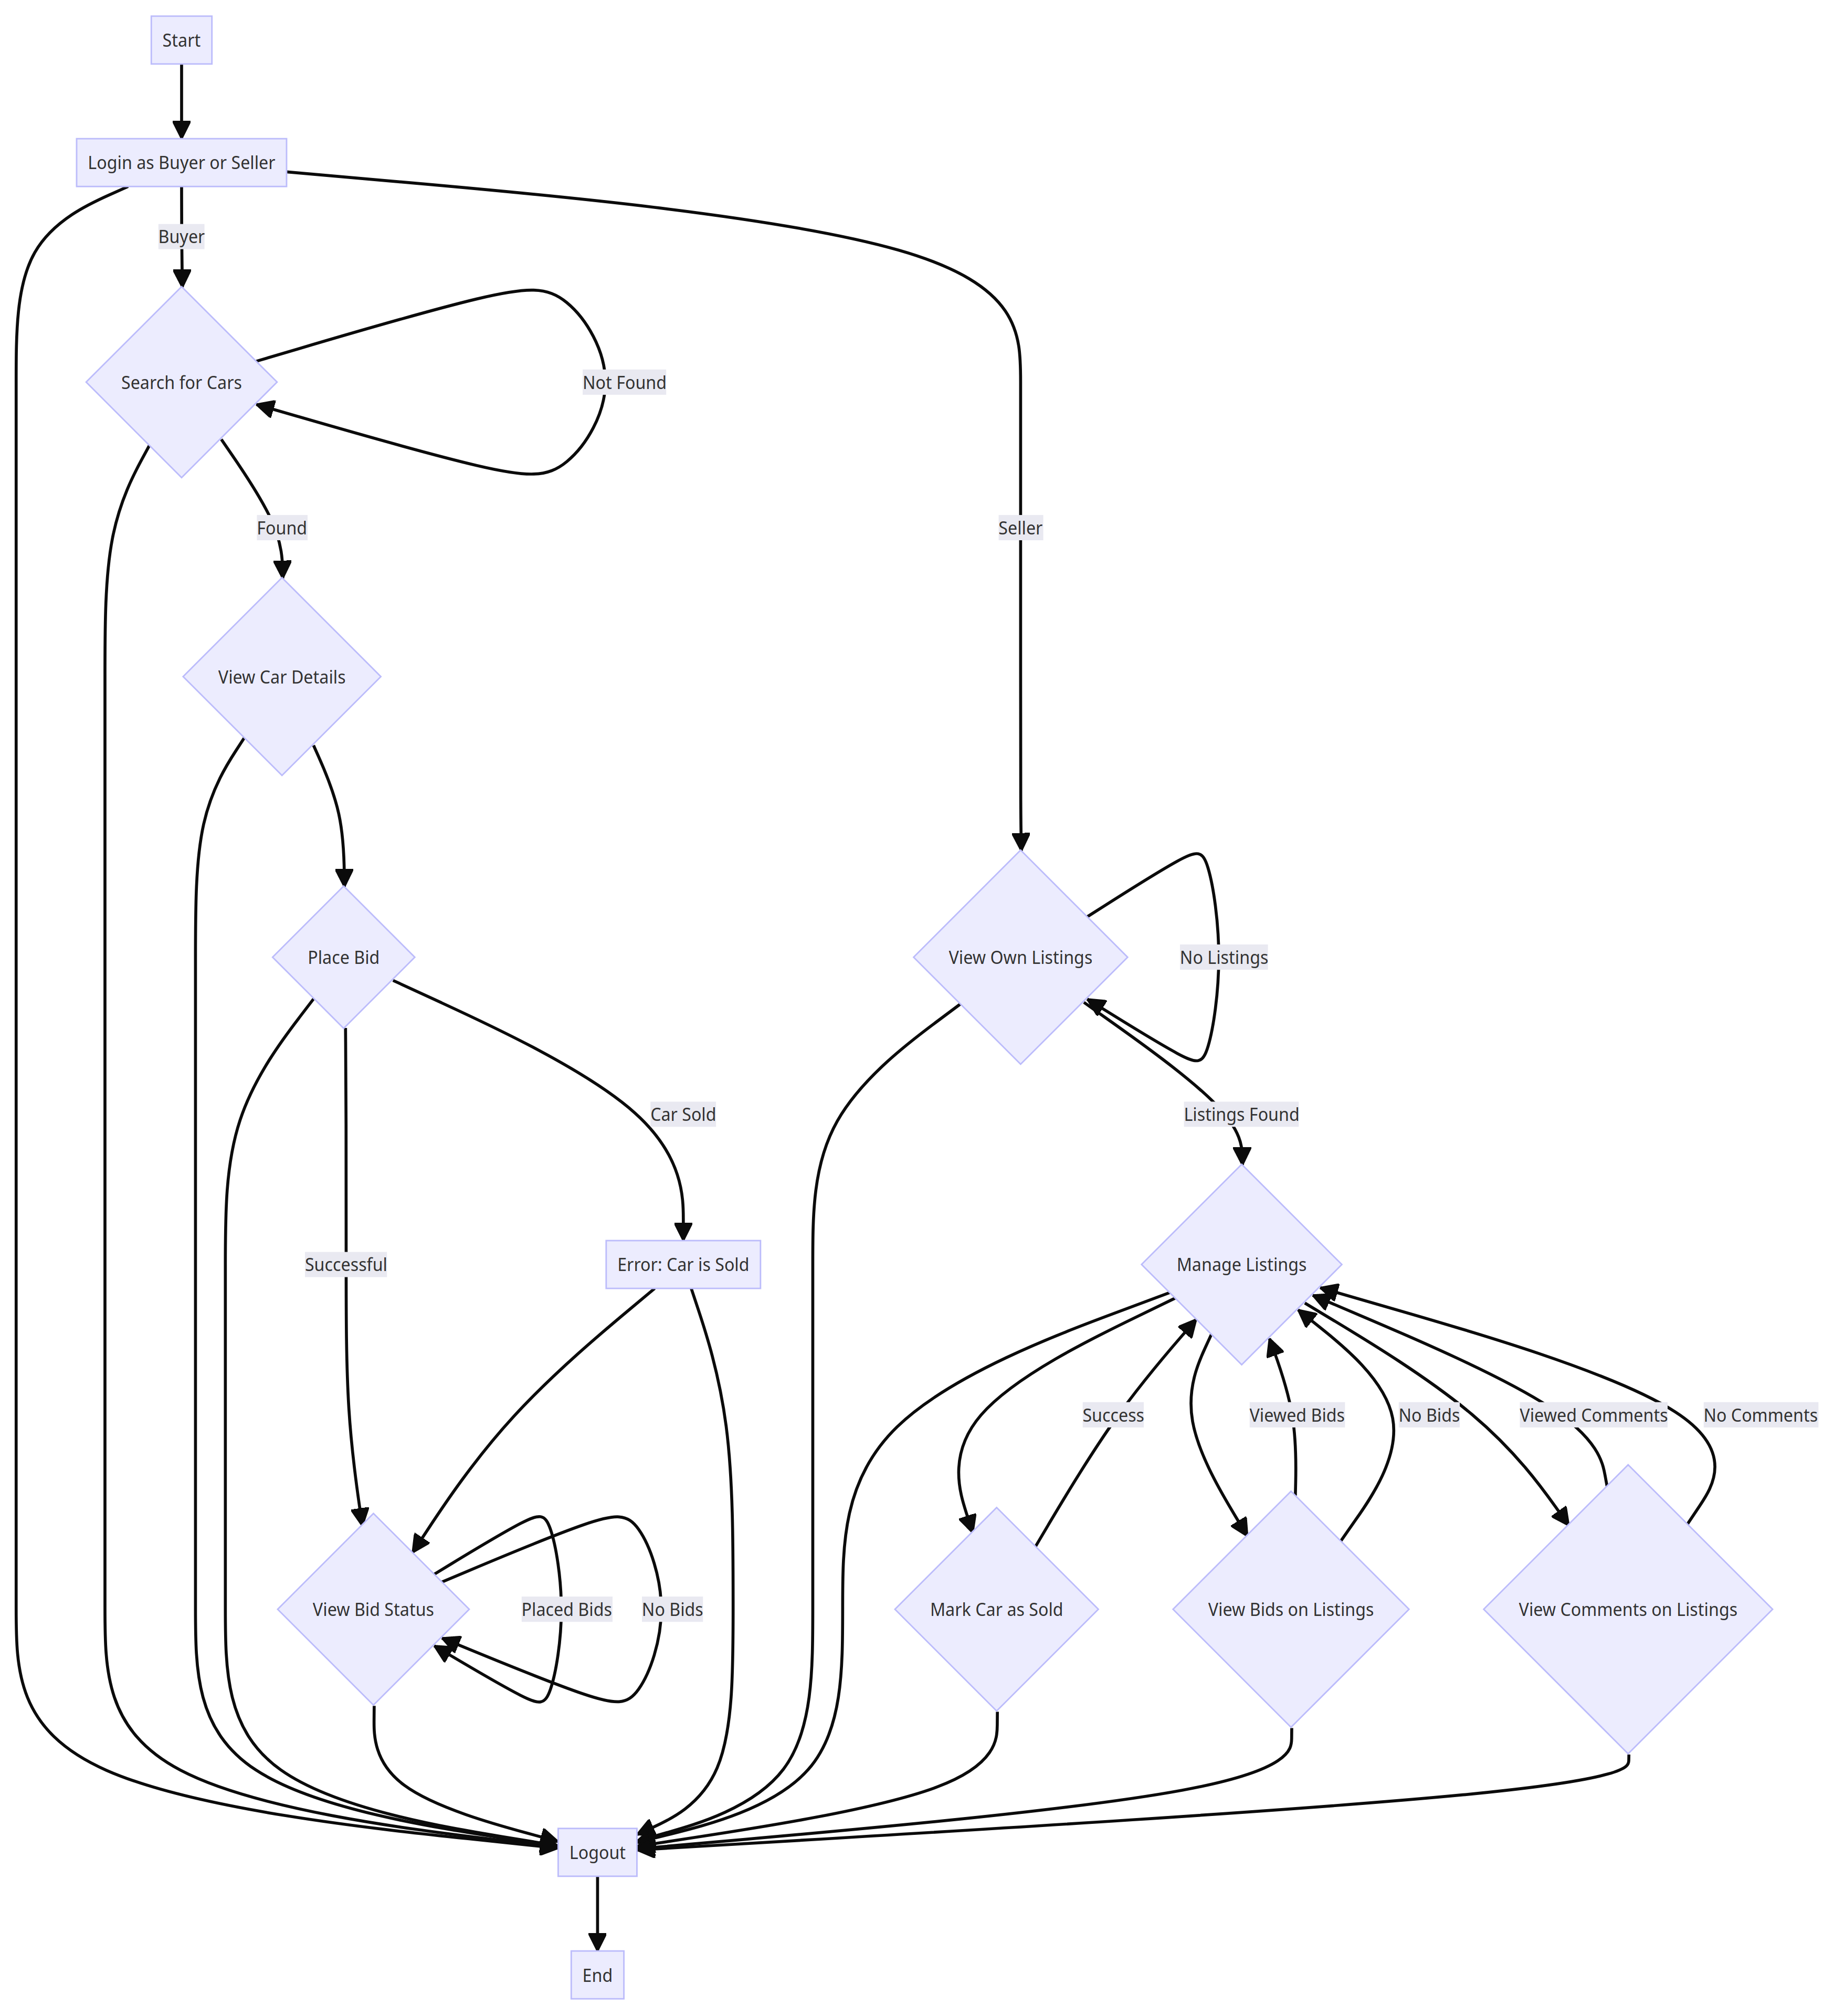 Start
Login as Buyer or Seller
Buyer
Search for Cars
Not Found
Found
Seller
View Car Details
Place Bid
View Own Listings
No Listings
Car Sold
Listings Found
Successful
Error: Car is Sold
Manage Listings
Success
Viewed Bids
No Bids
Viewed Comments
No Comments
View Bid Status
Placed Bids
No Bids
Mark Car as Sold
View Bids on Listings
View Comments on Listings
Logout
End